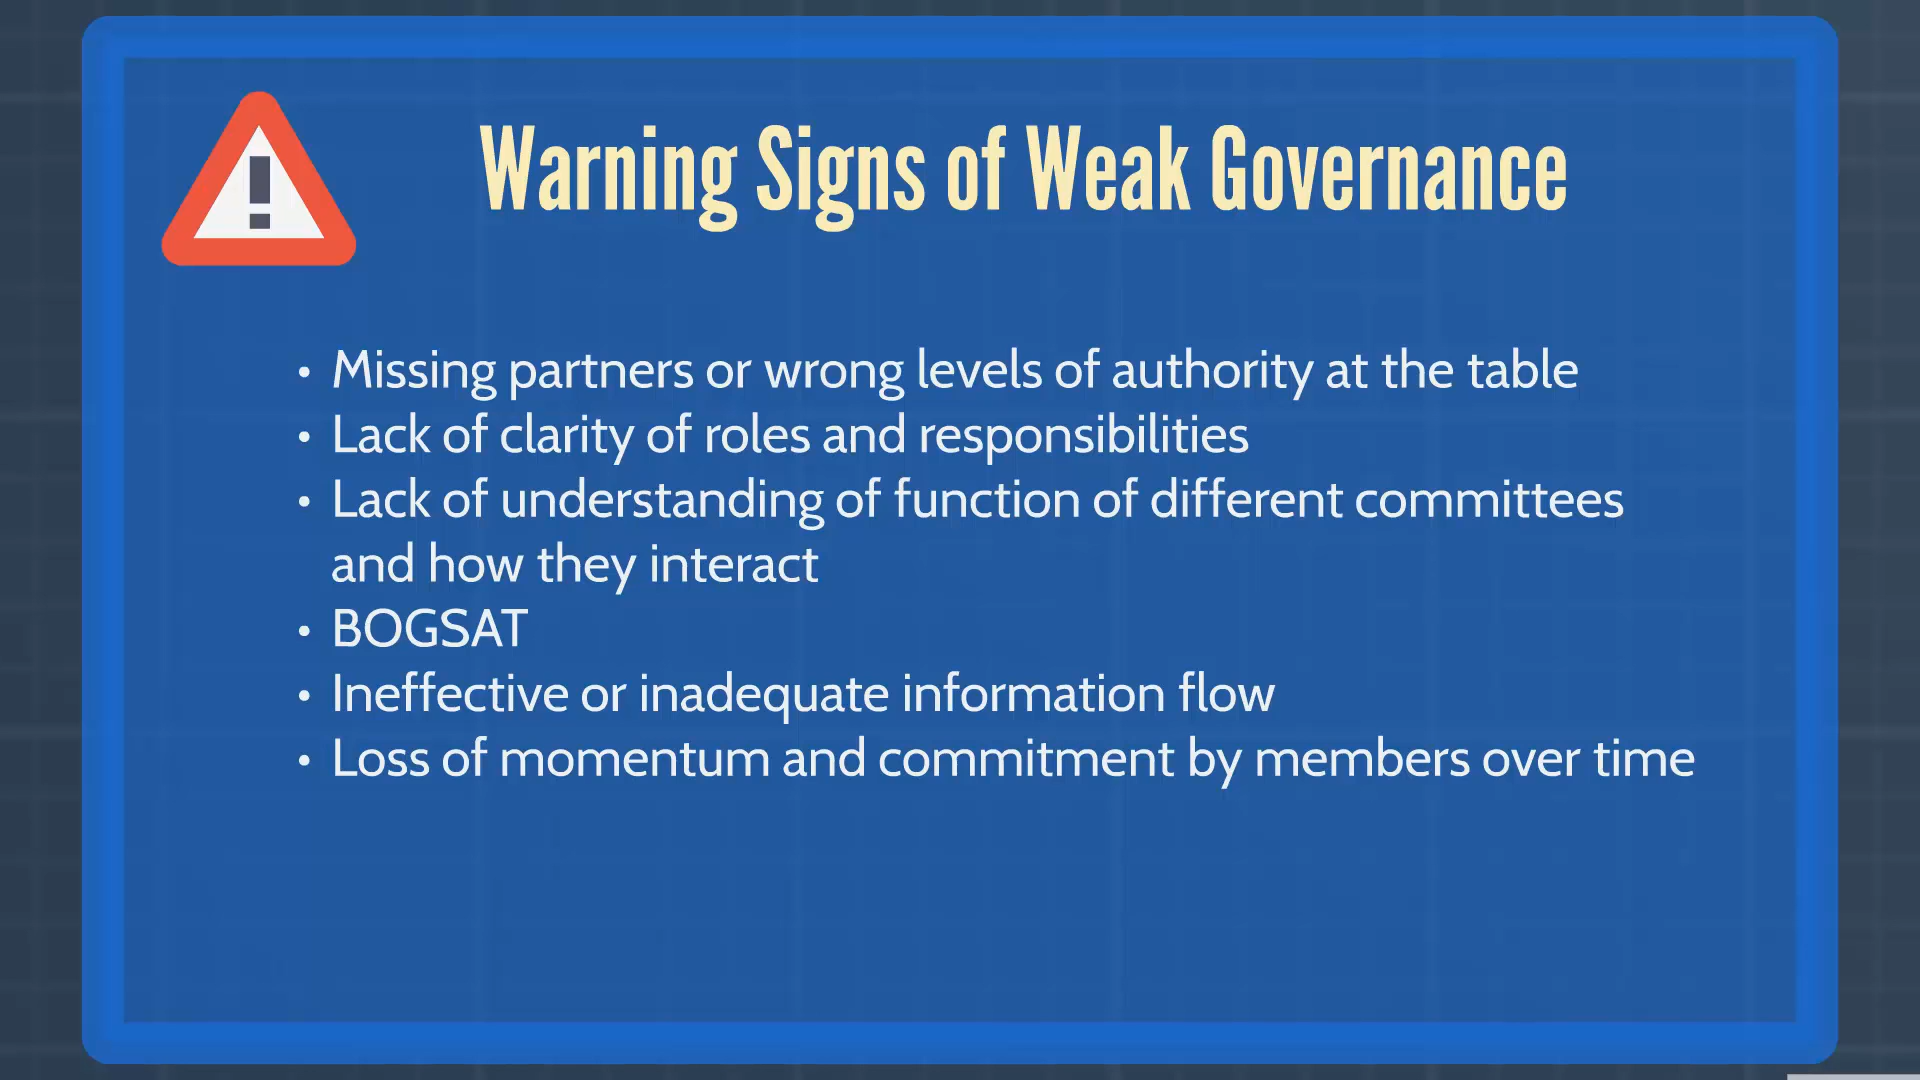 Warning Signs of Weak Governance
• Missing partners or wrong levels of authority at the table
• Lack of clarity of roles and responsibilities
• Lack of understanding of function of different committees
and how they interact
• BOGSAT
• Ineffective or inadequate information flow
• Loss of momentum and commitment by members over time